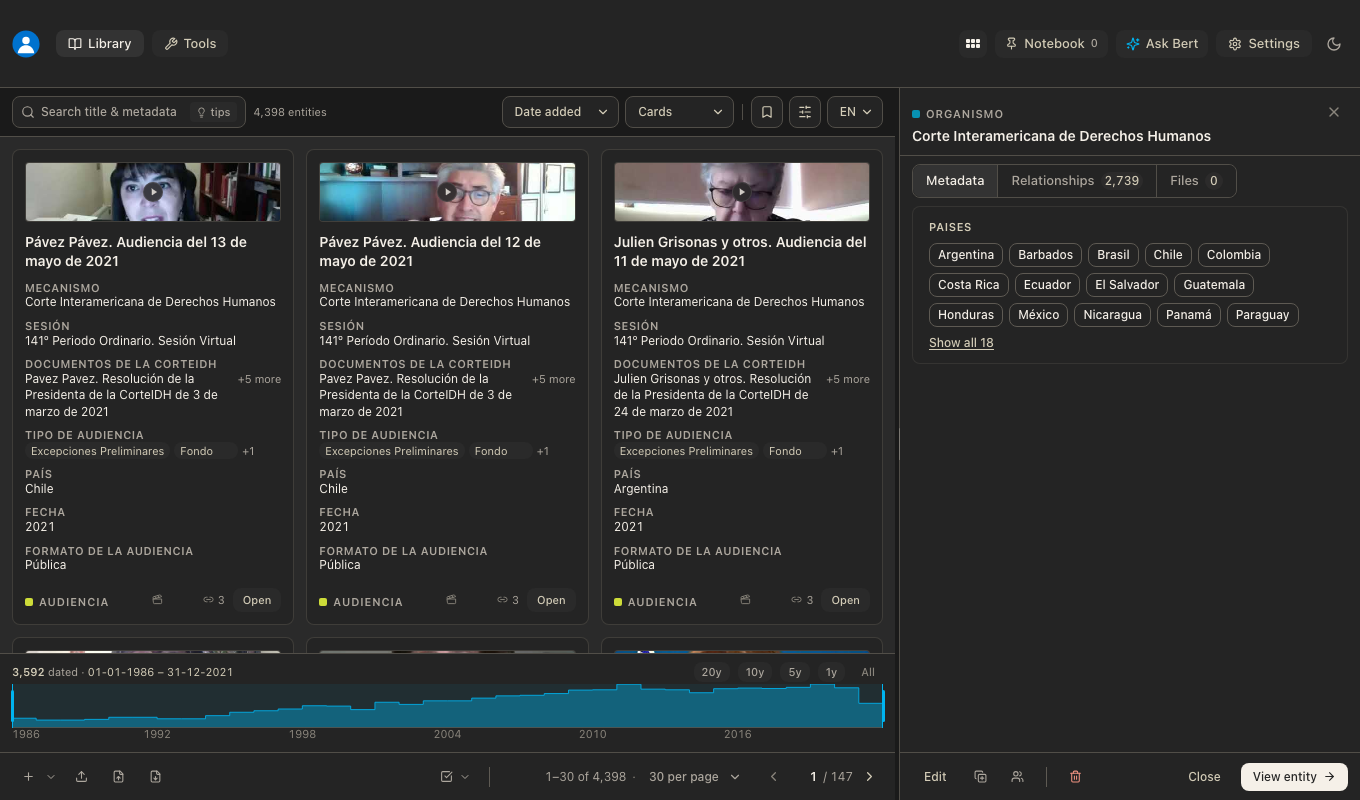 Library
Tools
Notebook 0
Ask Bert
Settings
Search title & metadata
tips
4,398 entities
Date added
Cards
EN
Pávez Pávez. Audiencia del 13 de
mayo de 2021
MECANISMO
Corte Interamericana de Derechos Humanos
SESIÓN
141° Periodo Ordinario. Sesión Virtual
DOCUMENTOS DE LA CORTEIDH
Pavez Pavez. Resolución de la
Presidenta de la CorteIDH de 3 de
marzo de 2021
+5 more
TIPO DE AUDIENCIA
Excepciones Preliminares Fondo +1
PAÍS
Chile
FECHA
2021
FORMATO DE LA AUDIENCIA
Pública
AUDIENCIA
3
Open
Pávez Pávez. Audiencia del 12 de
mayo de 2021
MECANISMO
Corte Interamericana de Derechos Humanos
SESIÓN
141° Período Ordinario. Sesión Virtual
DOCUMENTOS DE LA CORTEIDH
Pavez Pavez. Resolución de la
Presidenta de la CorteIDH de 3 de
marzo de 2021
+5 more
TIPO DE AUDIENCIA
Excepciones Preliminares Fondo +1
PAÍS
Chile
FECHA
2021
FORMATO DE LA AUDIENCIA
Pública
AUDIENCIA
3
Open
Julien Grisonas y otros. Audiencia del
11 de mayo de 2021
MECANISMO
Corte Interamericana de Derechos Humanos
SESIÓN
141° Periodo Ordinario. Sesión Virtual
DOCUMENTOS DE LA CORTEIDH
Julien Grisonas y otros. Resolución
de la Presidenta de la CorteIDH de
24 de marzo de 2021
+5 more
TIPO DE AUDIENCIA
Excepciones Preliminares Fondo +1
PAÍS
Argentina
FECHA
2021
FORMATO DE LA AUDIENCIA
Pública
AUDIENCIA
3
Open
3,592 dated · 01-01-1986 – 31-12-2021
20y 10y 5y 1y All
1986 1992 1998 2004 2010 2016
1–30 of 4,398 ·
30 per page
1 / 147
ORGANISMO
Corte Interamericana de Derechos Humanos
Metadata
Relationships 2,739
Files 0
PAISES
Argentina Barbados Brasil Chile Colombia
Costa Rica Ecuador El Salvador Guatemala
Honduras México Nicaragua Panamá Paraguay
Show all 18
Edit
Close
View entity